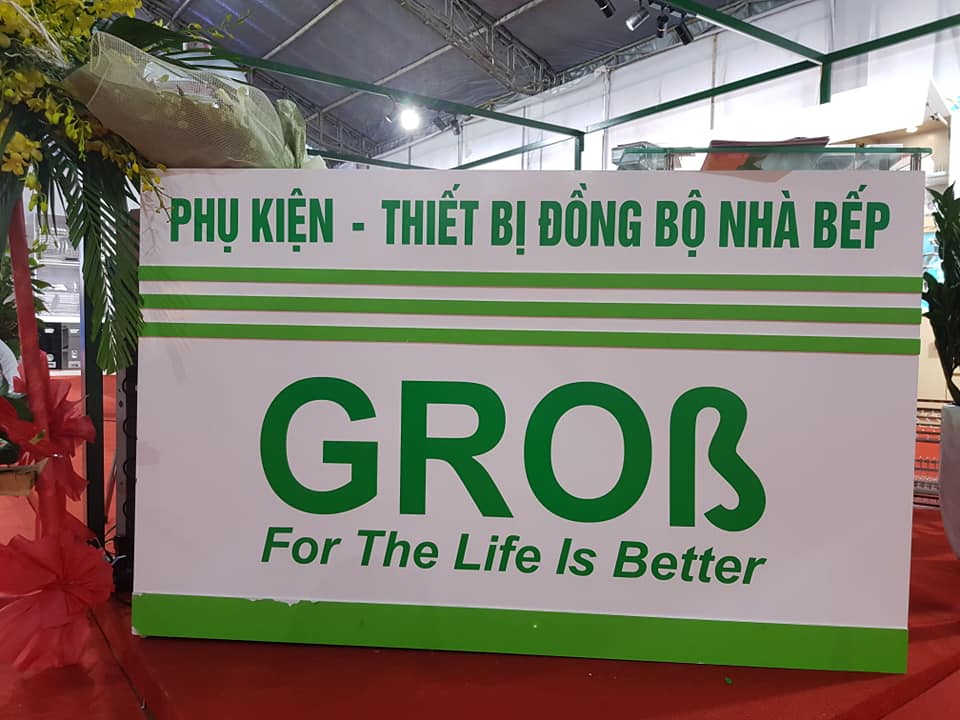 PHỤ KIỆN - THIẾT BỊ ĐỒNG BỘ NHÀ BẾP
GROß
For The Life Is Better